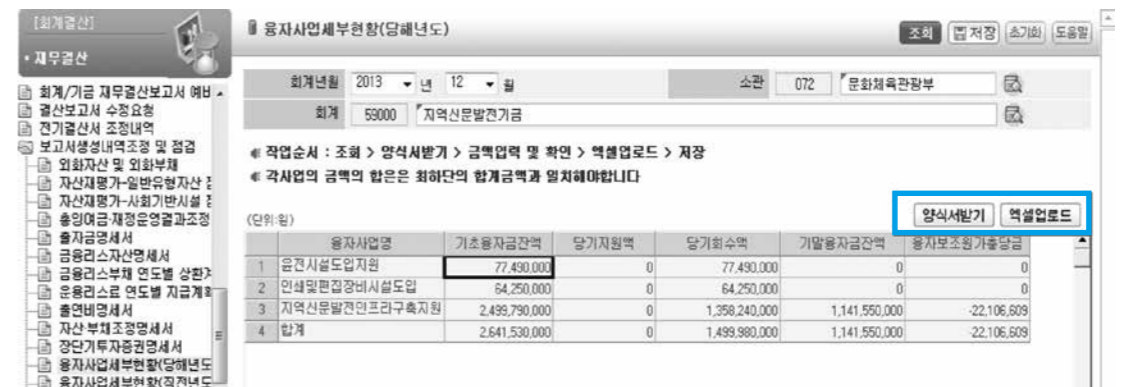 [회계결산]
• 재무결산
회계/기금 재무결산보고서 예비
결산보고서 수정요청
전기결산서 조정내역
보고서생성내역조정 및 점검
외화자산 및 외화부채
자산재평가-일반유형자산
자산재평가-사회기반시설
총잉여금·재정운영결과조정
출자금명세서
금융리스자산명세서
금융리스부채 연도별 상환계
운용리스료 연도별 지급계획
출연비명세서
자산·부채조정명세서
장단기투자증권명세서
융자사업세부현황(당해년도
융자사업세부현황(직전년도
융자사업세부현황(당해년도)
조회 저장 초기화 도움말
회계년월 2013 년 12 월 소관 072 문화체육관광부
회계 59000 지역신문발전기금
작업순서 : 조회 > 양식서받기 > 금액입력 및 확인 > 엑셀업로드 > 저장
각사업의 금액의 합은은 최하단의 합계금액과 일치해야합니다
양식서받기 엑셀업로드
(단위:원)
융자사업명 기초융자금잔액 당기지원액 당기회수액 기말융자금잔액 융자보조원가충당금
1 윤전시설도입지원 77,490,000 0 77,490,000 0 0
2 인쇄및편집장비시설도입 64,250,000 0 64,250,000 0 0
3 지역신문발전인프라구축지원 2,499,790,000 0 1,358,240,000 1,141,550,000 -22,106,609
4 합계 2,641,530,000 0 1,499,980,000 1,141,550,000 -22,106,609